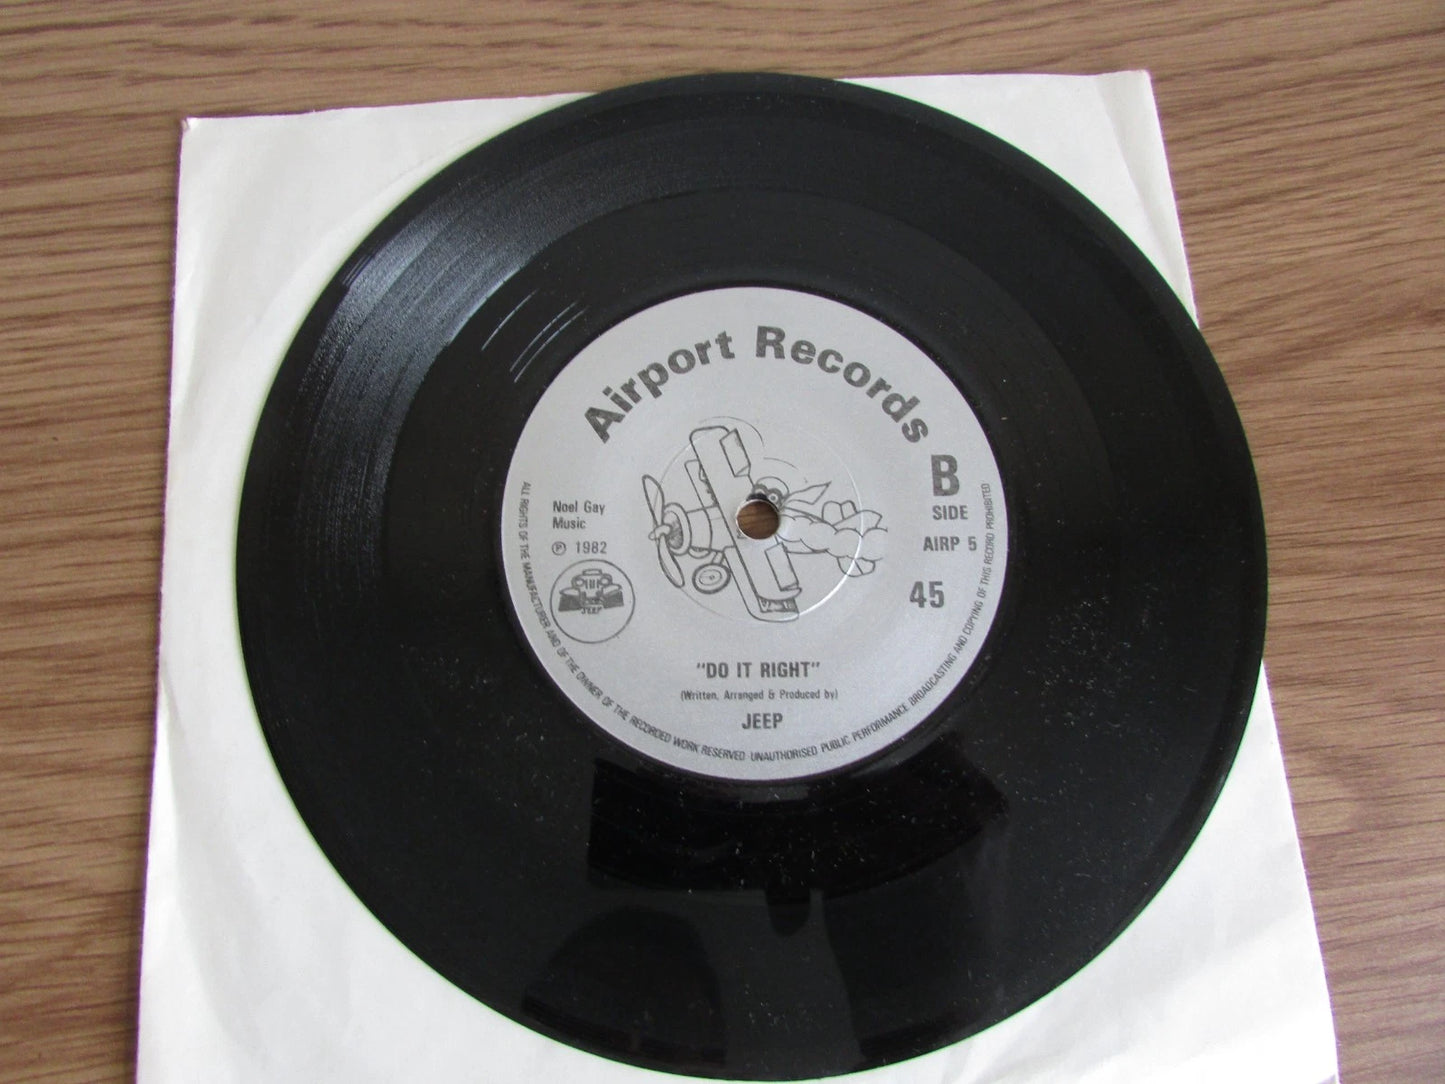 Airport Records
B
SIDE
AIRP 5
45
Noel Gay
Music
Ⓟ 1982
JEEP
"DO IT RIGHT"
(Written, Arranged & Produced by)
JEEP
ALL RIGHTS OF THE MANUFACTURER AND OF THE OWNER OF THE RECORDED WORK RESERVED UNAUTHORISED PUBLIC PERFORMANCE BROADCASTING AND COPYING OF THIS RECORD PROHIBITED